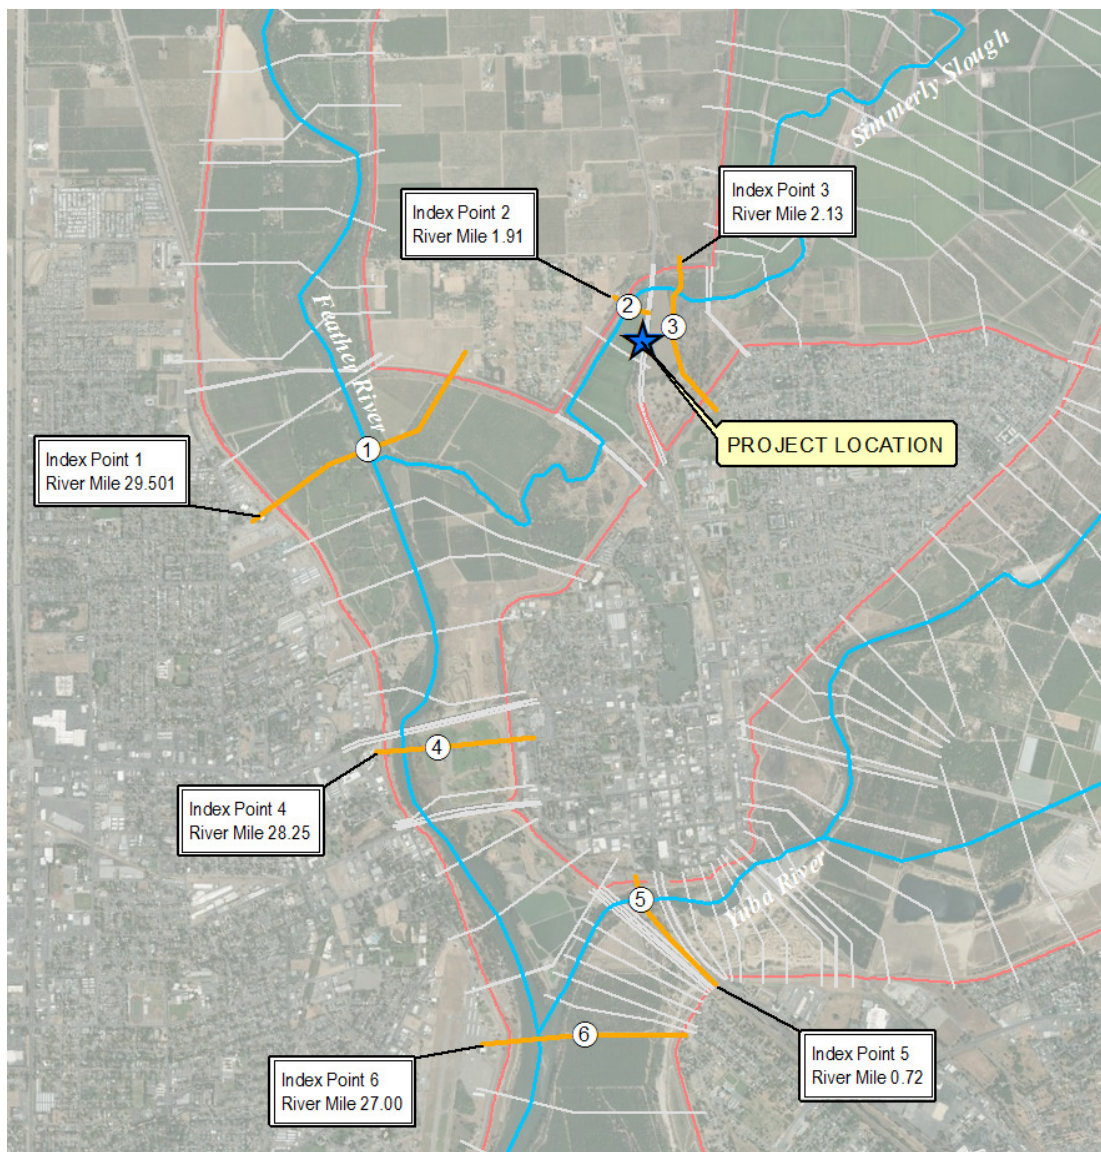 Simmerly Slough
Index Point 3
River Mile 2.13
Index Point 2
River Mile 1.91
2
3
Feather River
PROJECT LOCATION
1
Index Point 1
River Mile 29.501
4
Index Point 4
River Mile 28.25
Yuba River
5
6
Index Point 5
River Mile 0.72
Index Point 6
River Mile 27.00